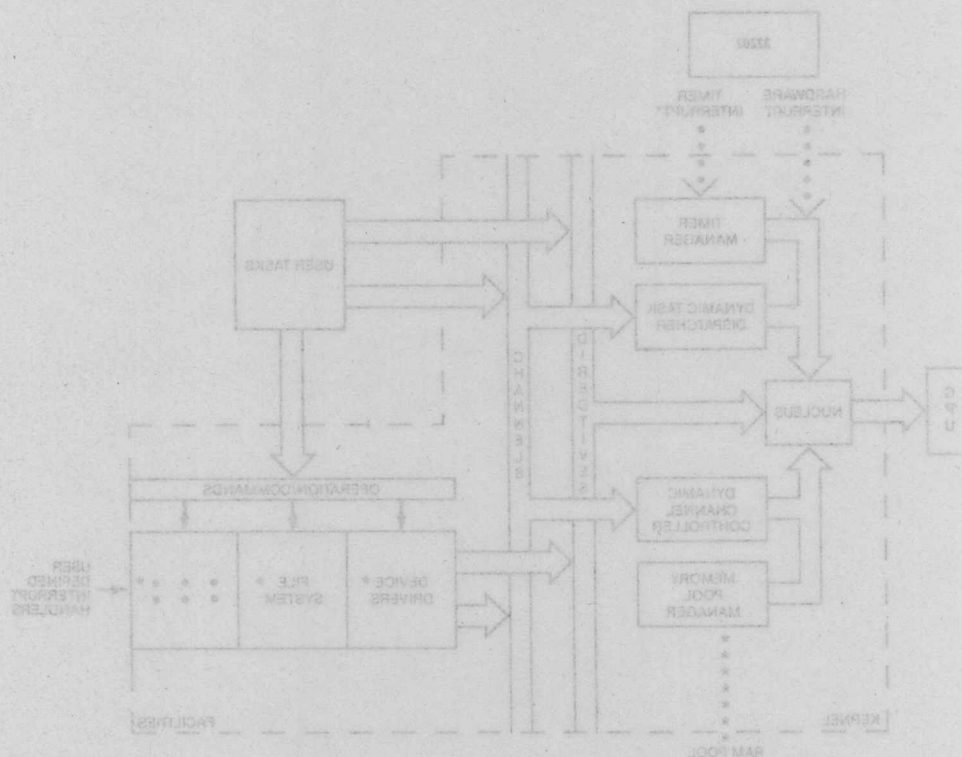 TIMER
INTERRUPT*
HARDWARE
INTERRUPT
USER TASKS
TIMER
MANAGER
DYNAMIC TASK
DISPATCHER
CHANNELS
DIRECTIVES
NUCLEUS
CPU
OPERATION COMMANDS
DYNAMIC
CHANNEL
CONTROLLER
USER
DEFINED
INTERRUPT
HANDLERS
FILE
SYSTEM
DEVICE
DRIVERS
MEMORY
POOL
MANAGER
FACILITIES
KERNEL
RAM POOL